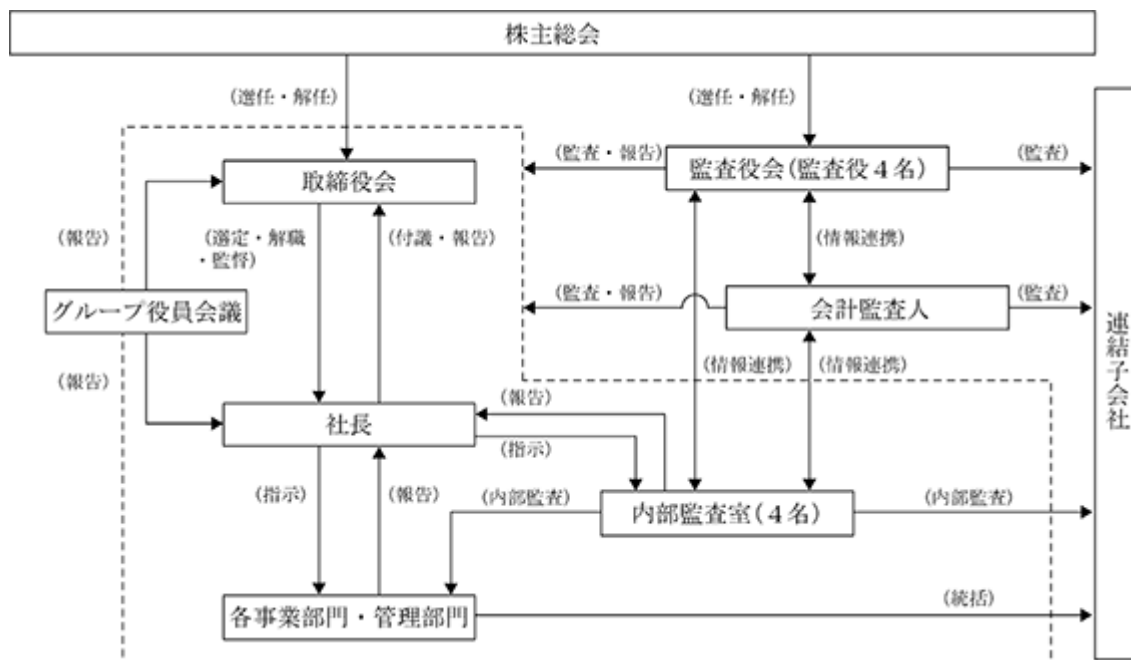 株主総会
(選任・解任)
(選任・解任)
(監査・報告)
監査役会(監査役4名)
(監査)
取締役会
(報告)
(選定・解職
・監督)
(付議・報告)
(情報連携)
グループ役員会議
(監査・報告)
会計監査人
(監査)
連結子会社
(報告)
(情報連携)
(情報連携)
(報告)
社長
(指示)
(指示)
(報告)
(内部監査)
内部監査室(4名)
(内部監査)
各事業部門・管理部門
(統括)